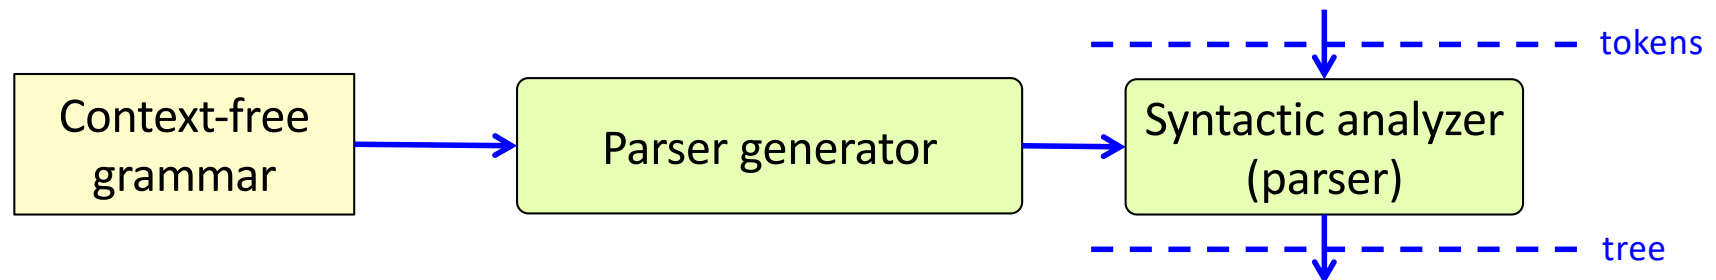 tokens
Context-free
grammar
Parser generator
Syntactic analyzer
(parser)
tree